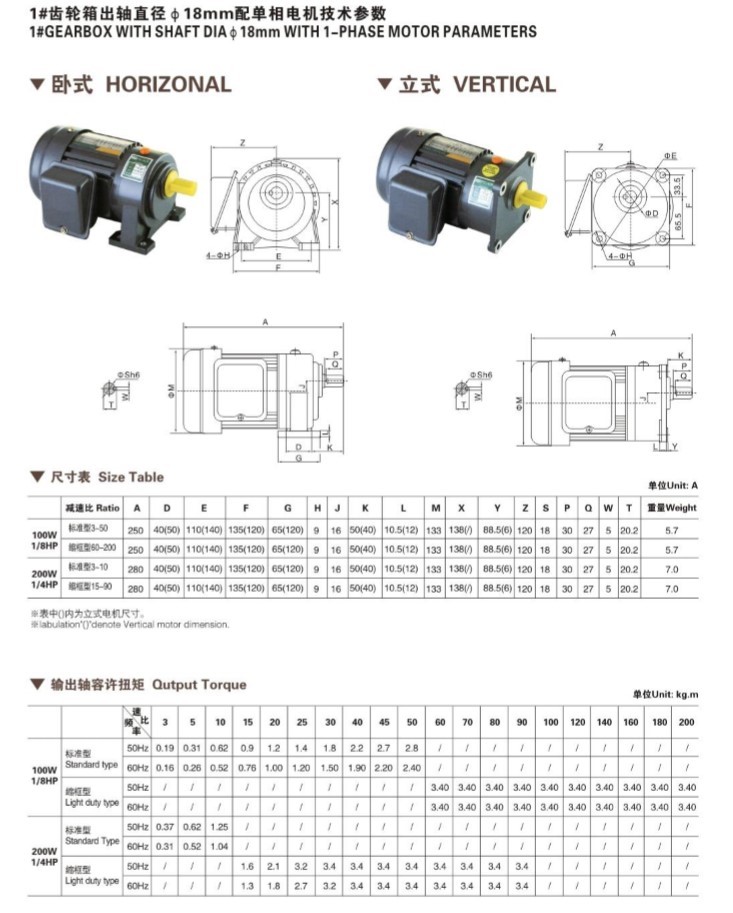 1#齿轮箱出轴直径φ18mm配单相电机技术参数
1#GEARBOX WITH SHAFT DIAφ18mm WITH 1-PHASE MOTOR PARAMETERS
▼ 卧式 HORIZONAL
▼ 立式 VERTICAL
Z
X
Y
4-ΦH
E
F
Z
ΦE
33.5
F
ΦD
65.5
4-ΦH
G
A
P
Q
ΦSh6
W
T
ΦM
J
L
D
K
G
A
K
P
Q
ΦSh6
W
T
ΦM
J
L
Y
▼ 尺寸表 Size Table
单位Unit: A
减速比 Ratio A D E F G H J K L M X Y Z S P Q W T 重量Weight
100W 1/8HP 标准型3-50 250 40(50) 110(140) 135(120) 65(120) 9 16 50(40) 10.5(12) 133 138(/) 88.5(6) 120 18 30 27 5 20.2 5.7
缩框型60-200 250 40(50) 110(140) 135(120) 65(120) 9 16 50(40) 10.5(12) 133 138(/) 88.5(6) 120 18 30 27 5 20.2 5.7
200W 1/4HP 标准型3-10 280 40(50) 110(140) 135(120) 65(120) 9 16 50(40) 10.5(12) 133 138(/) 88.5(6) 120 18 30 27 5 20.2 7.0
缩框型15-90 280 40(50) 110(140) 135(120) 65(120) 9 16 50(40) 10.5(12) 133 138(/) 88.5(6) 120 18 30 27 5 20.2 7.0
※表中()内为立式电机尺寸。
※labulation"()"denote Vertical motor dimension.
▼ 输出轴容许扭矩 Qutput Torque
单位Unit: kg.m
速比 频率 3 5 10 15 20 25 30 40 45 50 60 70 80 90 100 120 140 160 180 200
100W 1/8HP 标准型 Standard type 50Hz 0.19 0.31 0.62 0.9 1.2 1.4 1.8 2.2 2.7 2.8 / / / / / / / / / /
60Hz 0.16 0.26 0.52 0.76 1.00 1.20 1.50 1.90 2.20 2.40 / / / / / / / / / /
缩框型 Light duty type 50Hz / / / / / / / / / / 3.40 3.40 3.40 3.40 3.40 3.40 3.40 3.40 3.40 3.40
60Hz / / / / / / / / / / 3.40 3.40 3.40 3.40 3.40 3.40 3.40 3.40 3.40 3.40
200W 1/4HP 标准型 Standard Type 50Hz 0.37 0.62 1.25 / / / / / / / / / / / / / / / / /
60Hz 0.31 0.52 1.04 / / / / / / / / / / / / / / / / /
缩框型 Light duty type 50Hz / / / 1.6 2.1 3.2 3.4 3.4 3.4 3.4 3.4 3.4 3.4 3.4 / / / / / /
60Hz / / / 1.3 1.8 2.7 3.2 3.4 3.4 3.4 3.4 3.4 3.4 3.4 / / / / / /